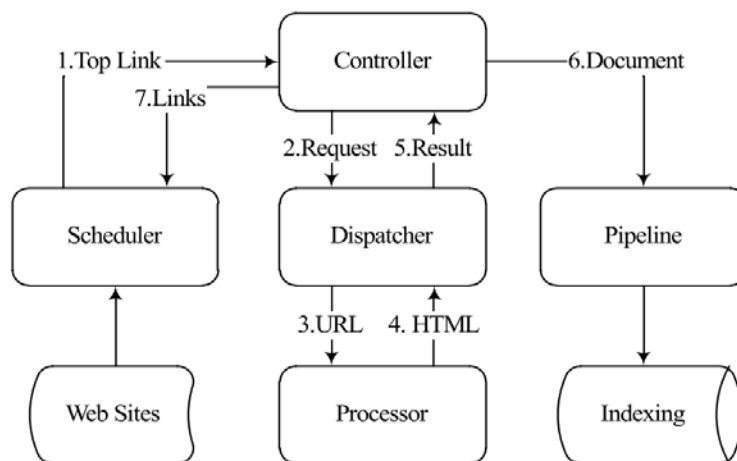 Controller
1.Top Link
6.Document
7.Links
2.Request
5.Result
Scheduler
Dispatcher
Pipeline
3.URL
4. HTML
Web Sites
Processor
Indexing